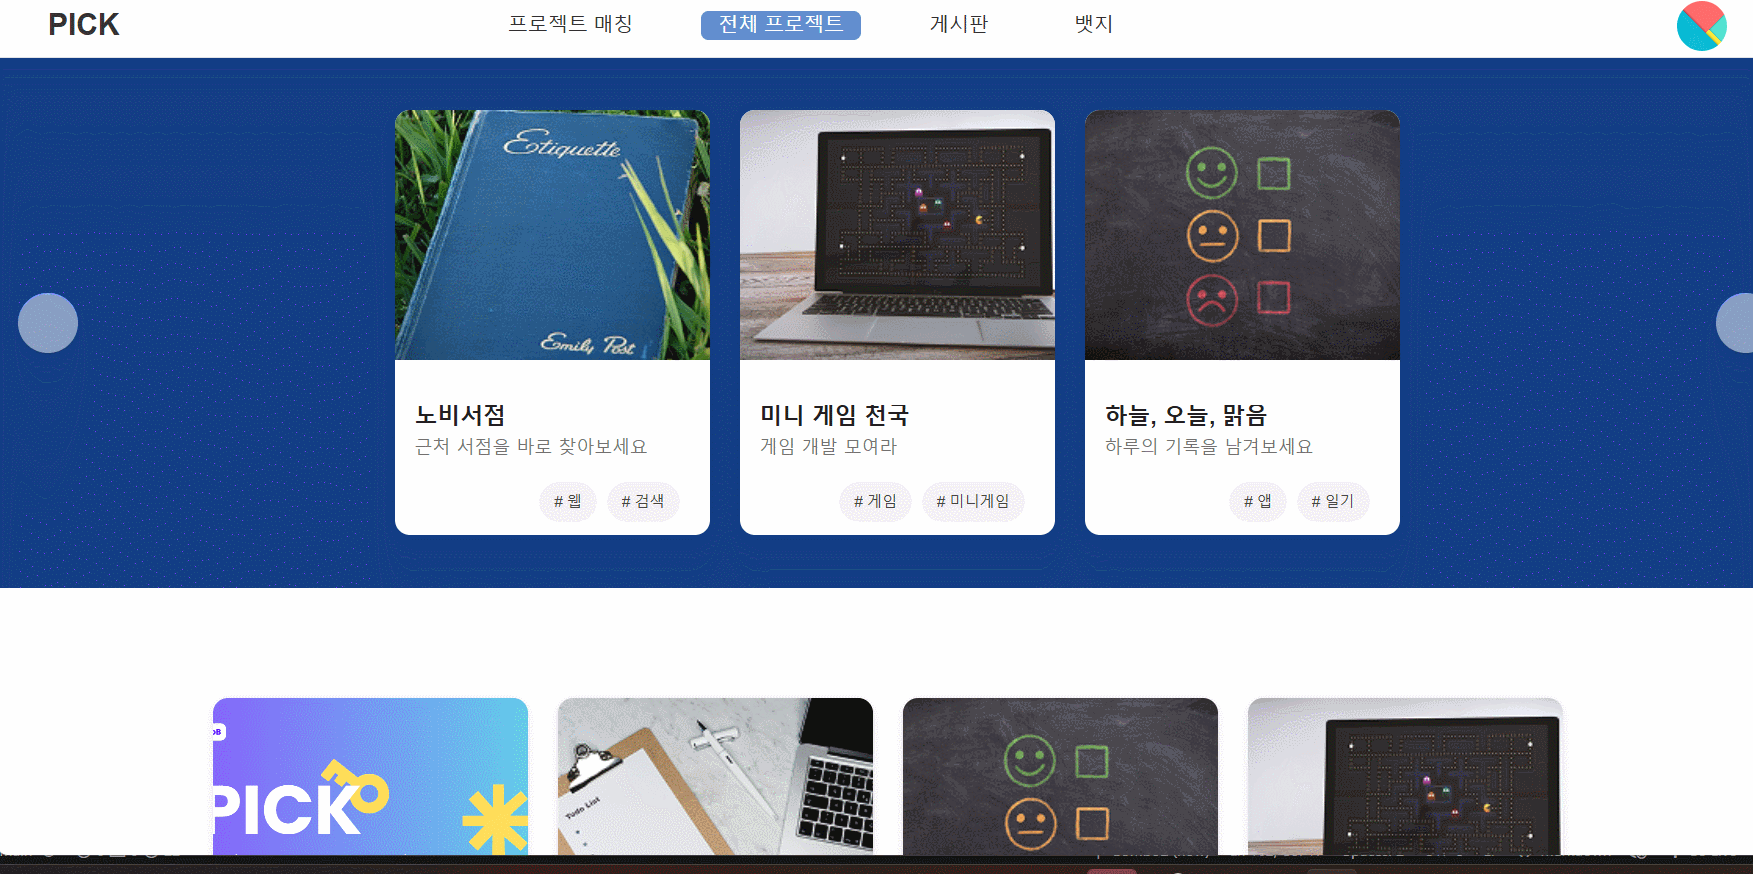 PICK
프로젝트 매칭
전체 프로젝트
게시판
뱃지
Etiquette
Emily Post
노비서점
근처 서점을 바로 찾아보세요
# 웹
# 검색
미니 게임 천국
게임 개발 모여라
# 게임
# 미니게임
하늘, 오늘, 맑음
하루의 기록을 남겨보세요
# 앱
# 일기
PICK
Todo List